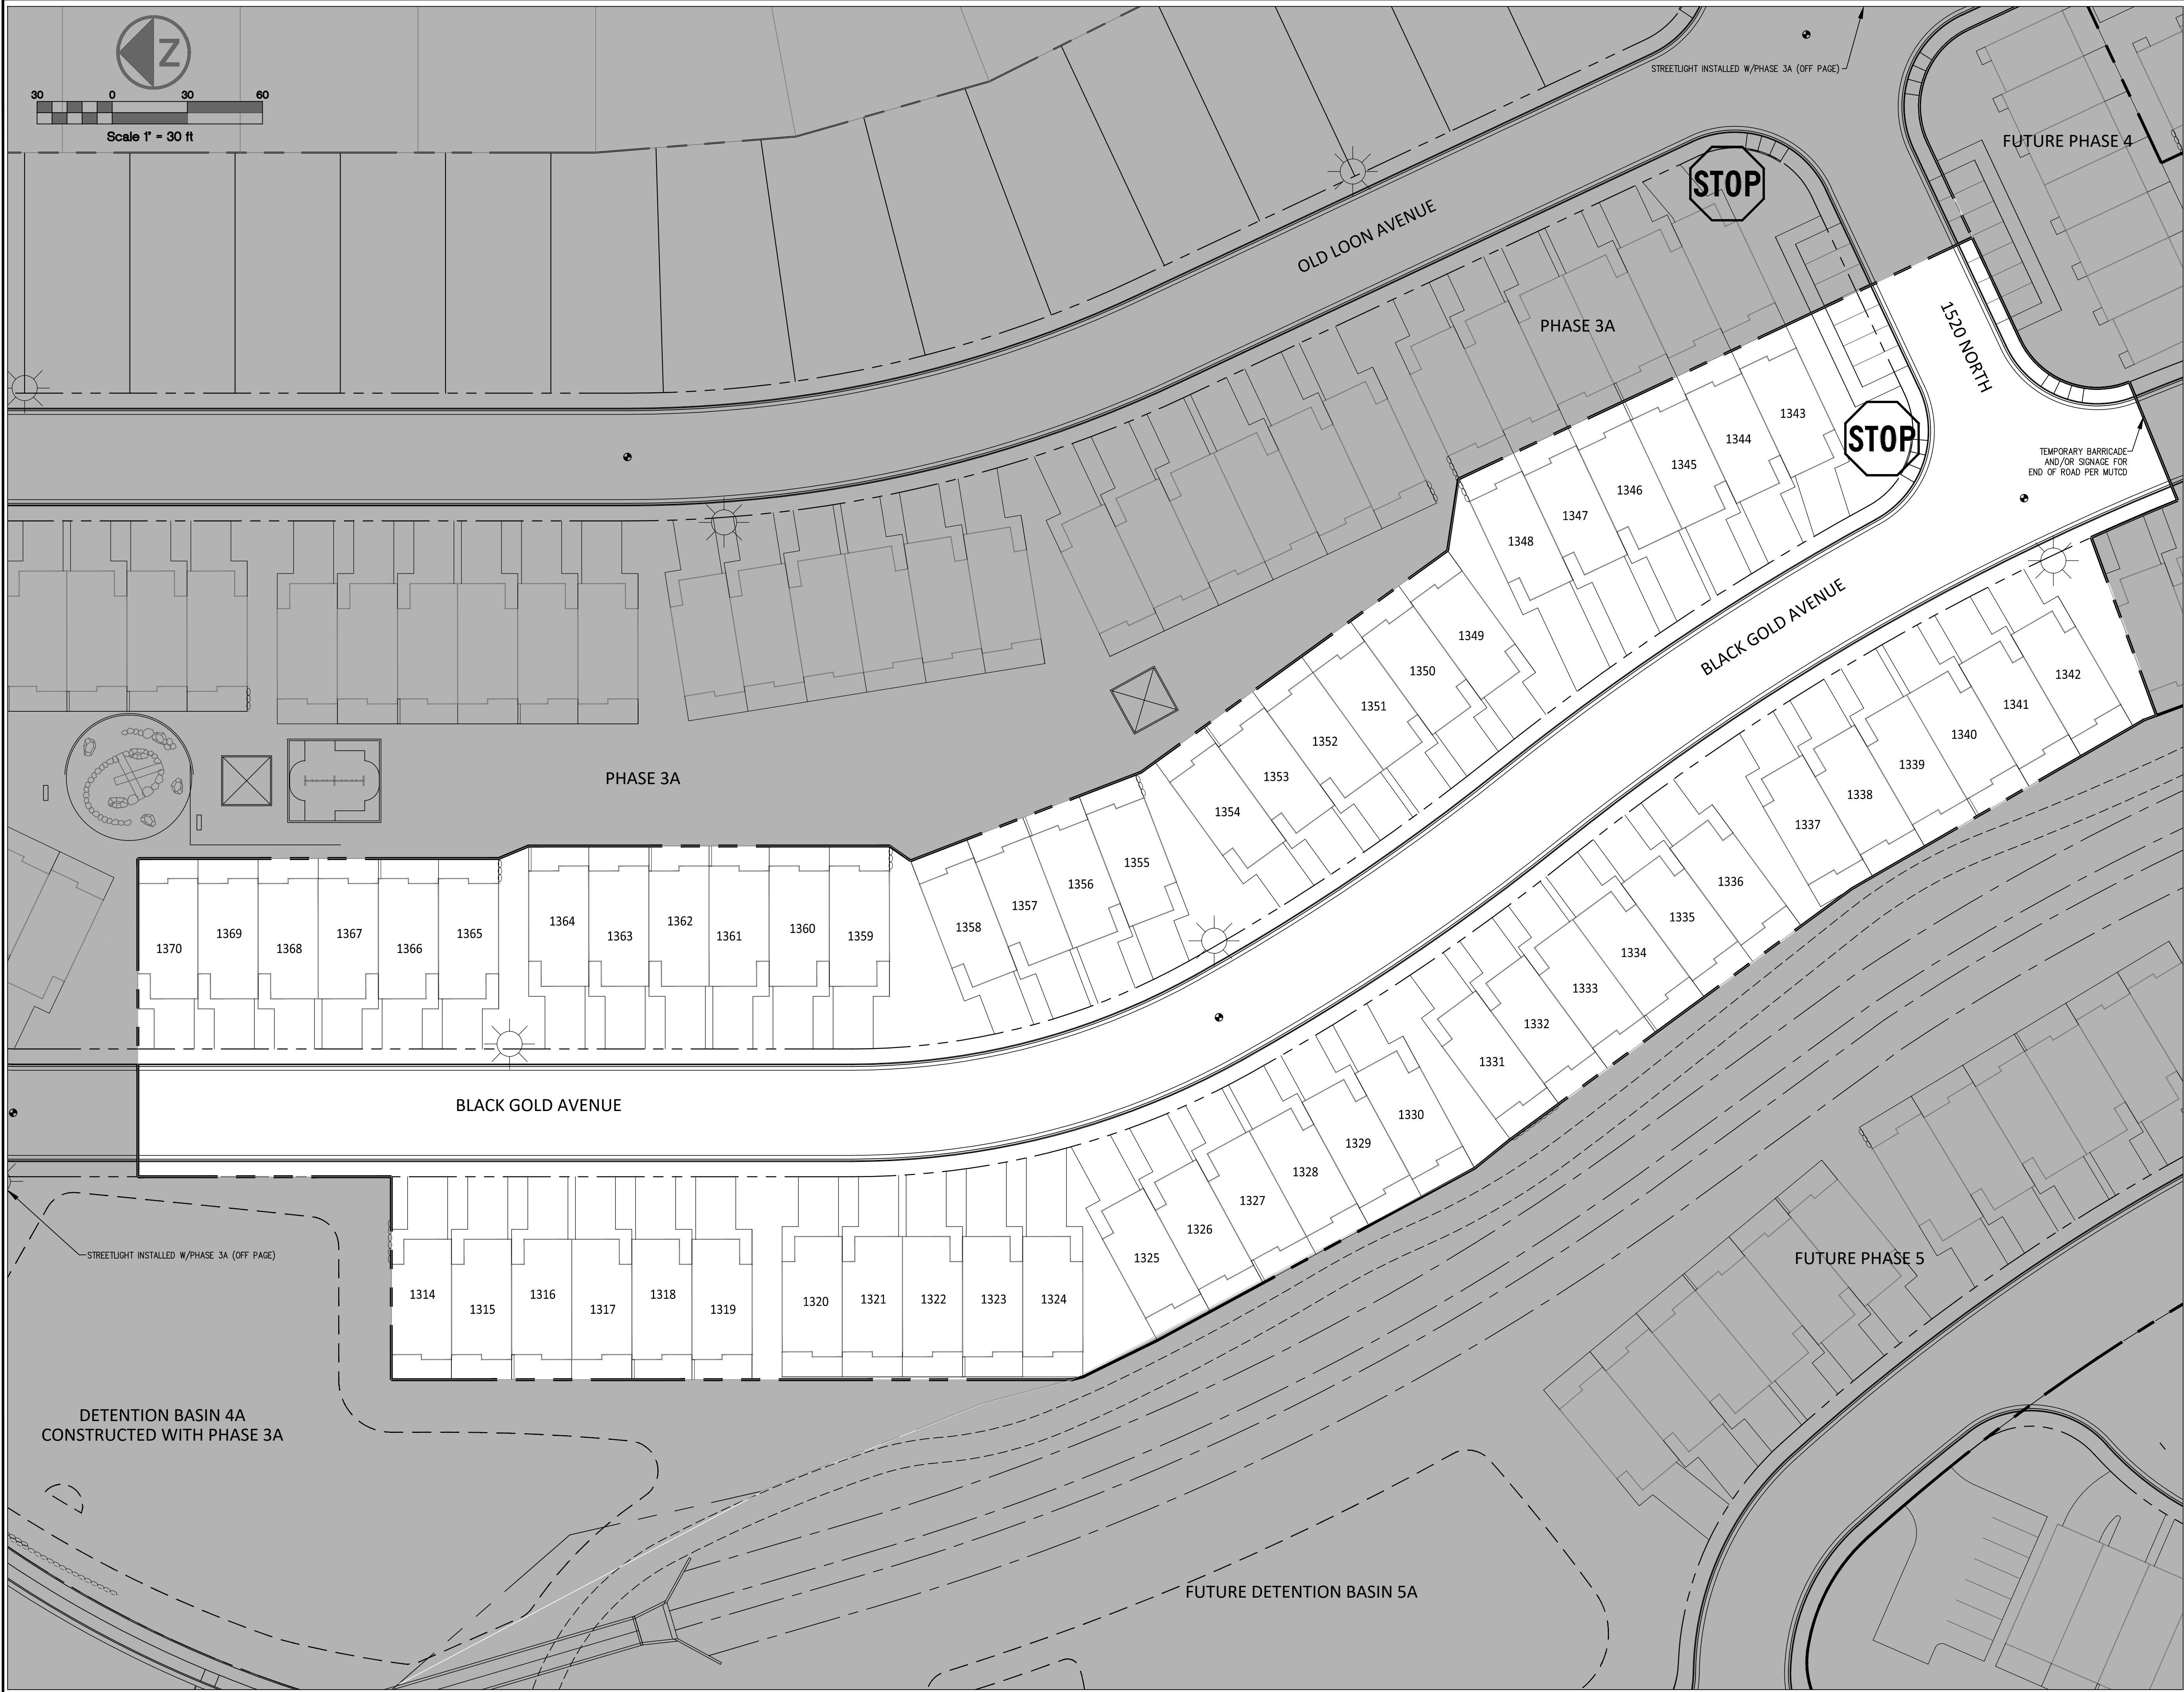 Z
30 0 30 60
Scale 1" = 30 ft
STREETLIGHT INSTALLED W/PHASE 3A (OFF PAGE)
FUTURE PHASE 4
STOP
OLD LOON AVENUE
PHASE 3A
1520 NORTH
STOP
TEMPORARY BARRICADE
AND/OR SIGNAGE FOR
END OF ROAD PER MUTCD
1343
1344
1345
1346
1347
1348
1349
1350
1351
1352
1353
1354
1355
1356
1357
1358
BLACK GOLD AVENUE
PHASE 3A
1370
1369
1368
1367
1366
1365
1364
1363
1362
1361
1360
1359
1342
1341
1340
1339
1338
1337
1336
1335
1334
1333
1332
1331
1330
1329
1328
1327
1326
1325
BLACK GOLD AVENUE
STREETLIGHT INSTALLED W/PHASE 3A (OFF PAGE)
1314
1315
1316
1317
1318
1319
1320
1321
1322
1323
1324
FUTURE PHASE 5
DETENTION BASIN 4A
CONSTRUCTED WITH PHASE 3A
FUTURE DETENTION BASIN 5A